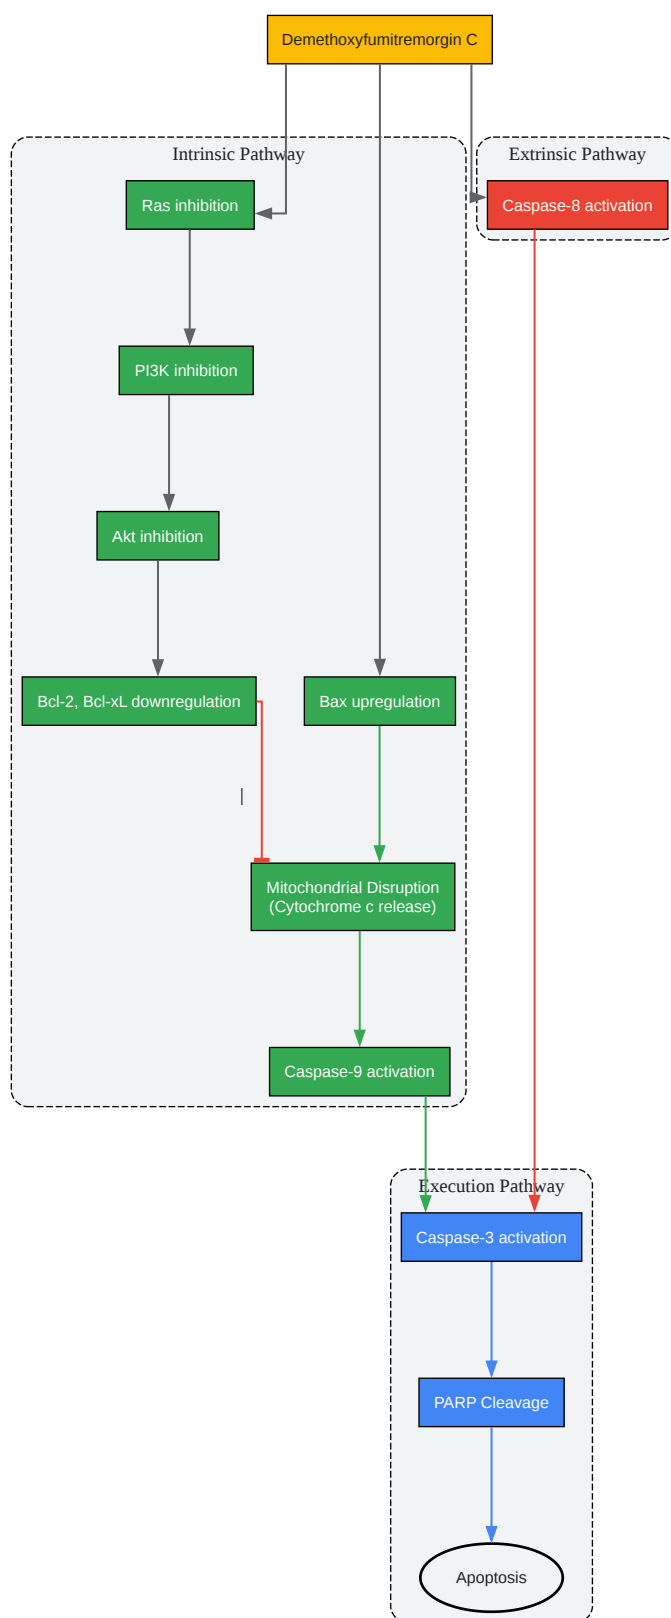 Demethoxyfumitremorgin C
Intrinsic Pathway
Extrinsic Pathway
Ras inhibition
Caspase-8 activation
PI3K inhibition
Akt inhibition
Bcl-2, Bcl-xL downregulation
Bax upregulation
|
Mitochondrial Disruption
(Cytochrome c release)
Caspase-9 activation
Execution Pathway
Caspase-3 activation
PARP Cleavage
Apoptosis